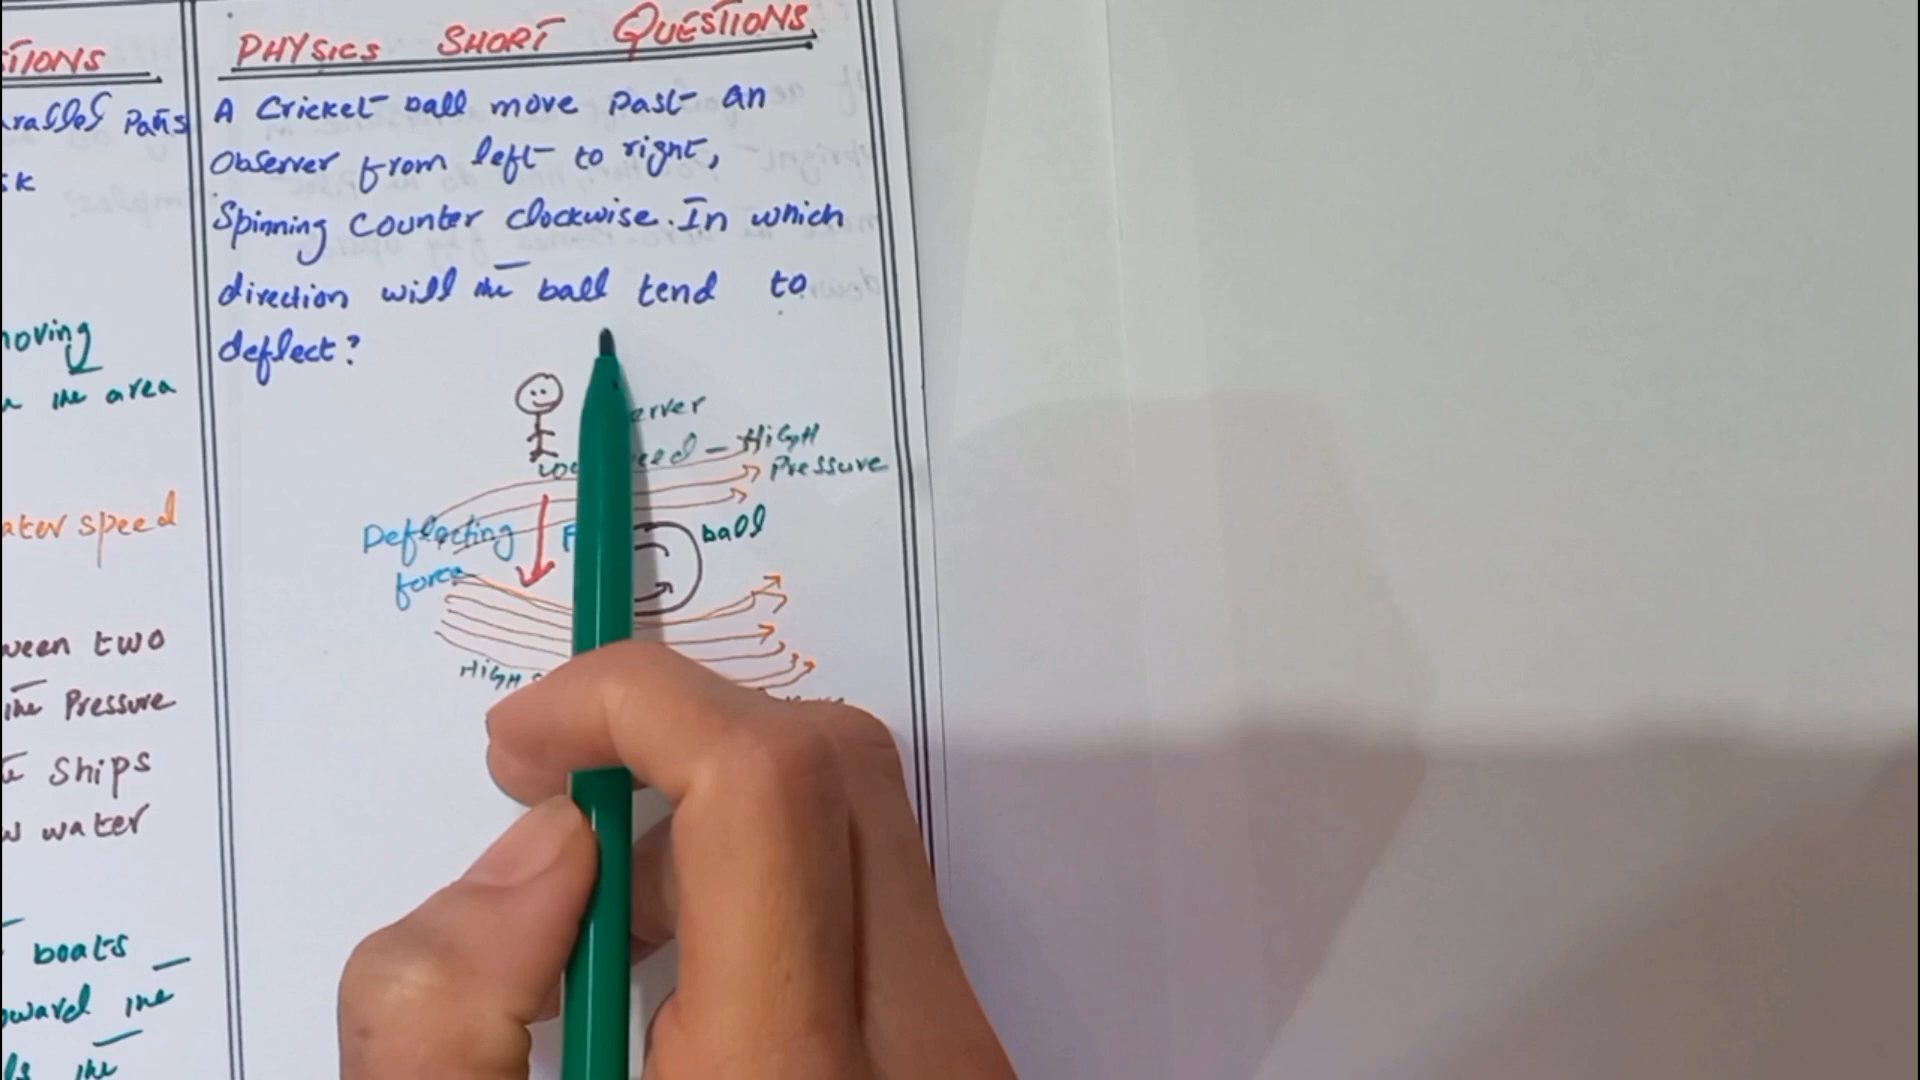 PHYSICS SHORT QUESTIONS
A Cricket ball move past an
observer from left to right,
Spinning counter clockwise. In which
direction will the ball tend to
deflect?
High
Pressure
Deflecting
force
ball
F
High
TIONS
Paths
moving
the area
ater speed
ween two
the Pressure
Ships
water
boats
toward the
the